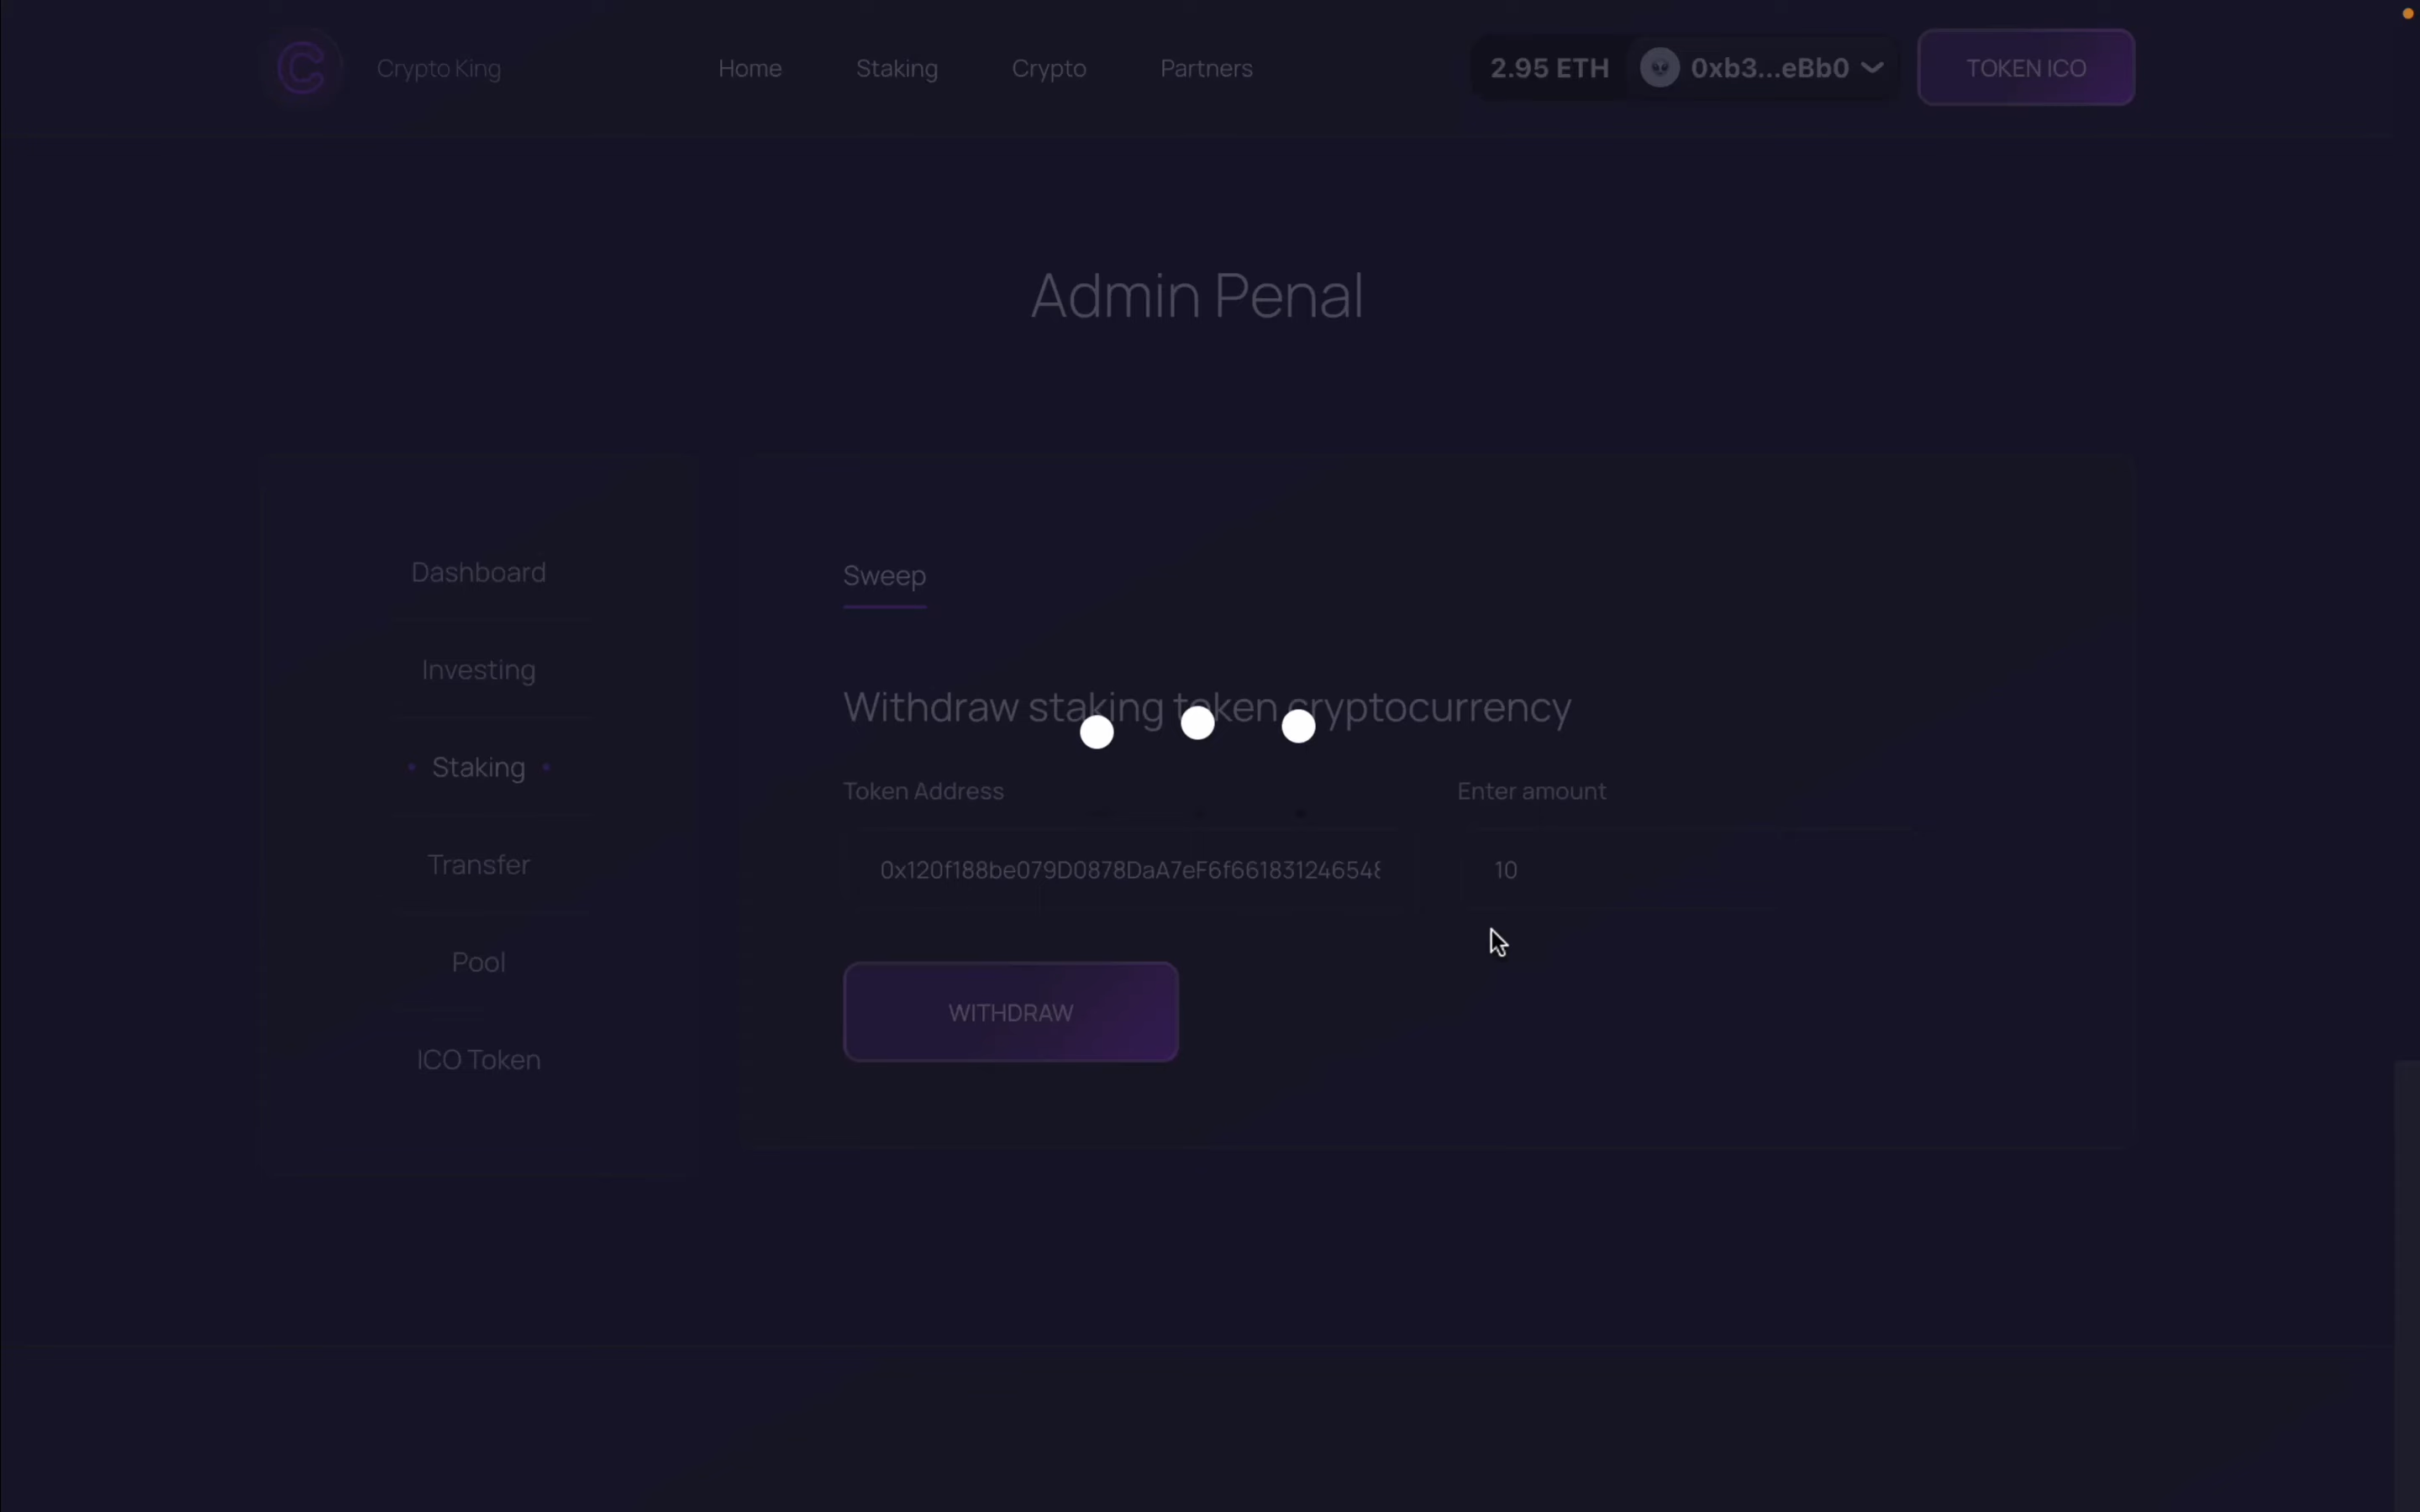 Crypto King
Home
Staking
Crypto
Partners
2.95 ETH
0xb3...eBb0
TOKEN ICO
Admin Penal
Dashboard
Investing
Staking
Transfer
Pool
ICO Token
Sweep
Withdraw staking token cryptocurrency
Token Address
Enter amount
0x120f188be079D0878DaA7eF6f66183124654
10
WITHDRAW